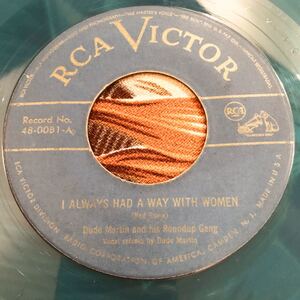 RCA VICTOR
Record No.
48-0081-A
RCA
I ALWAYS HAD A WAY WITH WOMEN
Dude Martin and his Roundup Gang
Vocal refrain by Dude Martin
RCA VICTOR DIVISION
RADIO CORPORATION OF AMERICA, CAMDEN, N. J. MADE IN U S A